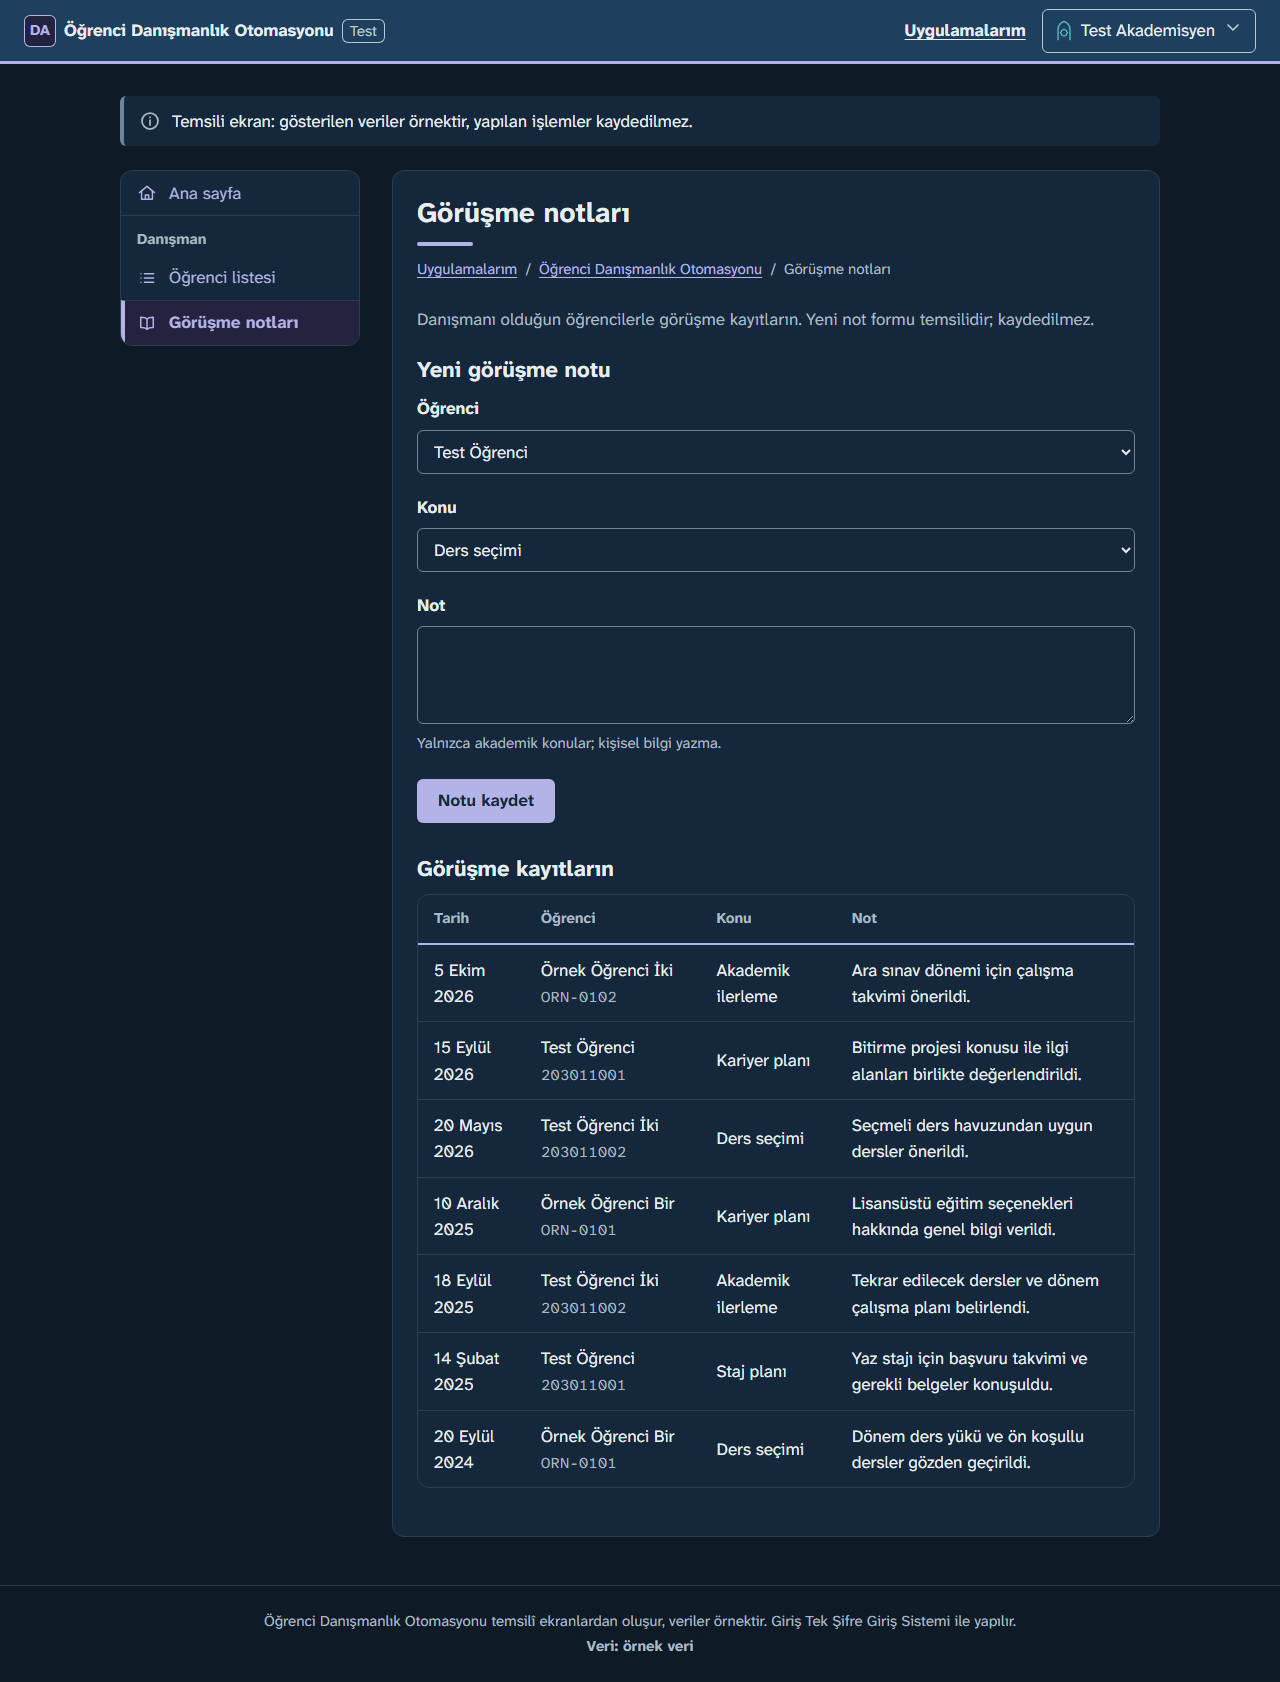 DA Öğrenci Danışmanlık Otomasyonu Test
Uygulamalarım
Test Akademisyen
Temsili ekran: gösterilen veriler örnektir, yapılan işlemler kaydedilmez.
Ana sayfa
Danışman
Öğrenci listesi
Görüşme notları
Görüşme notları
Uygulamalarım / Öğrenci Danışmanlık Otomasyonu / Görüşme notları
Danışmanı olduğun öğrencilerle görüşme kayıtların. Yeni not formu temsilidir; kaydedilmez.
Yeni görüşme notu
Öğrenci
Test Öğrenci
Konu
Ders seçimi
Not
Yalnızca akademik konular; kişisel bilgi yazma.
Notu kaydet
Görüşme kayıtların
Tarih Öğrenci Konu Not
5 Ekim Örnek Öğrenci İki Akademik Ara sınav dönemi için çalışma
2026 ORN-0102 ilerleme takvimi önerildi.
15 Eylül Test Öğrenci Kariyer planı Bitirme projesi konusu ile ilgi
2026 203011001 alanları birlikte değerlendirildi.
20 Mayıs Test Öğrenci İki Ders seçimi Seçmeli ders havuzundan uygun
2026 203011002 dersler önerildi.
10 Aralık Örnek Öğrenci Bir Kariyer planı Lisansüstü eğitim seçenekleri
2025 ORN-0101 hakkında genel bilgi verildi.
18 Eylül Test Öğrenci İki Akademik Tekrar edilecek dersler ve dönem
2025 203011002 ilerleme çalışma planı belirlendi.
14 Şubat Test Öğrenci Staj planı Yaz stajı için başvuru takvimi ve
2025 203011001 gerekli belgeler konuşuldu.
20 Eylül Örnek Öğrenci Bir Ders seçimi Dönem ders yükü ve ön koşullu
2024 ORN-0101 dersler gözden geçirildi.
Öğrenci Danışmanlık Otomasyonu temsilî ekranlardan oluşur, veriler örnektir. Giriş Tek Şifre Giriş Sistemi ile yapılır.
Veri: örnek veri